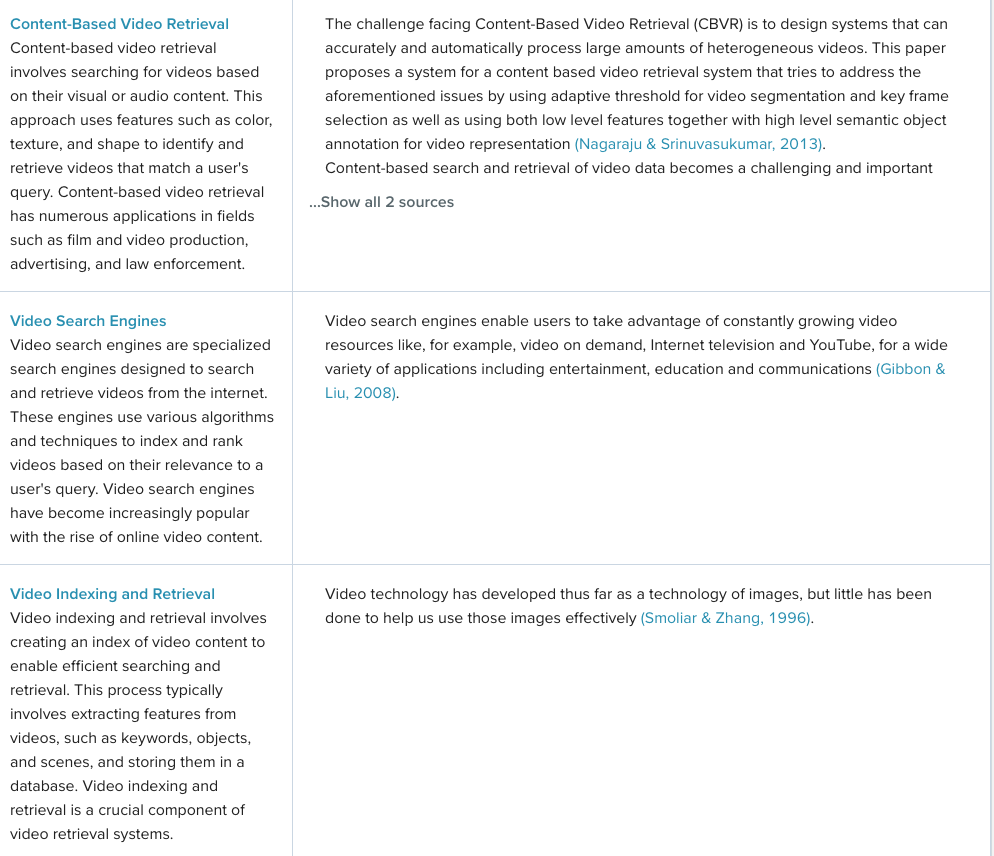 Content-Based Video Retrieval
Content-based video retrieval
involves searching for videos based
on their visual or audio content. This
approach uses features such as color,
texture, and shape to identify and
retrieve videos that match a user's
query. Content-based video retrieval
has numerous applications in fields
such as film and video production,
advertising, and law enforcement.
The challenge facing Content-Based Video Retrieval (CBVR) is to design systems that can
accurately and automatically process large amounts of heterogeneous videos. This paper
proposes a system for a content based video retrieval system that tries to address the
aforementioned issues by using adaptive threshold for video segmentation and key frame
selection as well as using both low level features together with high level semantic object
annotation for video representation (Nagaraju & Srinuvasukumar, 2013).
Content-based search and retrieval of video data becomes a challenging and important
...Show all 2 sources
Video Search Engines
Video search engines are specialized
search engines designed to search
and retrieve videos from the internet.
These engines use various algorithms
and techniques to index and rank
videos based on their relevance to a
user's query. Video search engines
have become increasingly popular
with the rise of online video content.
Video search engines enable users to take advantage of constantly growing video
resources like, for example, video on demand, Internet television and YouTube, for a wide
variety of applications including entertainment, education and communications (Gibbon &
Liu, 2008).
Video Indexing and Retrieval
Video indexing and retrieval involves
creating an index of video content to
enable efficient searching and
retrieval. This process typically
involves extracting features from
videos, such as keywords, objects,
and scenes, and storing them in a
database. Video indexing and
retrieval is a crucial component of
video retrieval systems.
Video technology has developed thus far as a technology of images, but little has been
done to help us use those images effectively (Smoliar & Zhang, 1996).